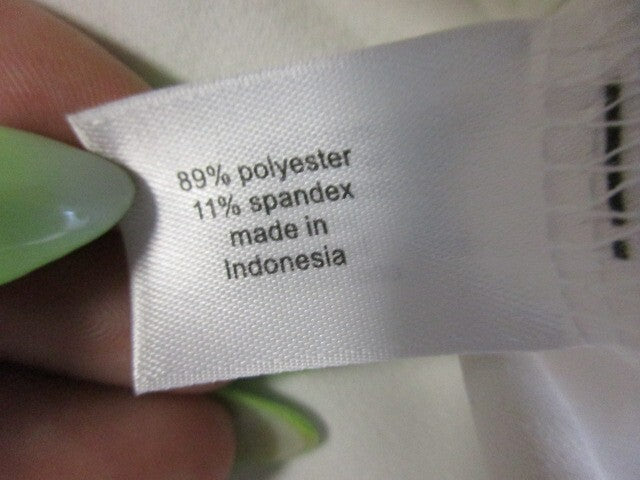 89% polyester
11% spandex
made in
Indonesia